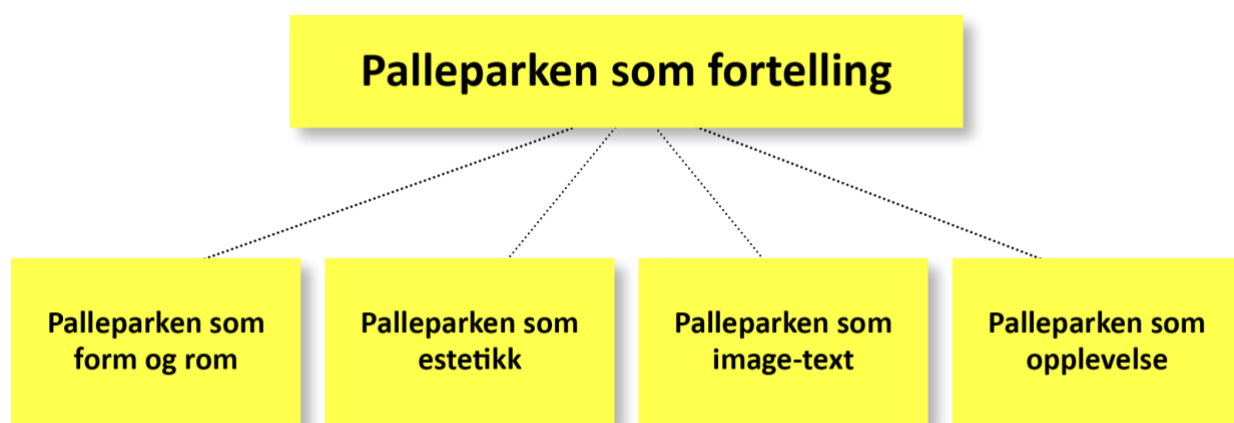 Palleparken som fortelling
Palleparken som
form og rom
Palleparken som
estetikk
Palleparken som
image-text
Palleparken som
opplevelse